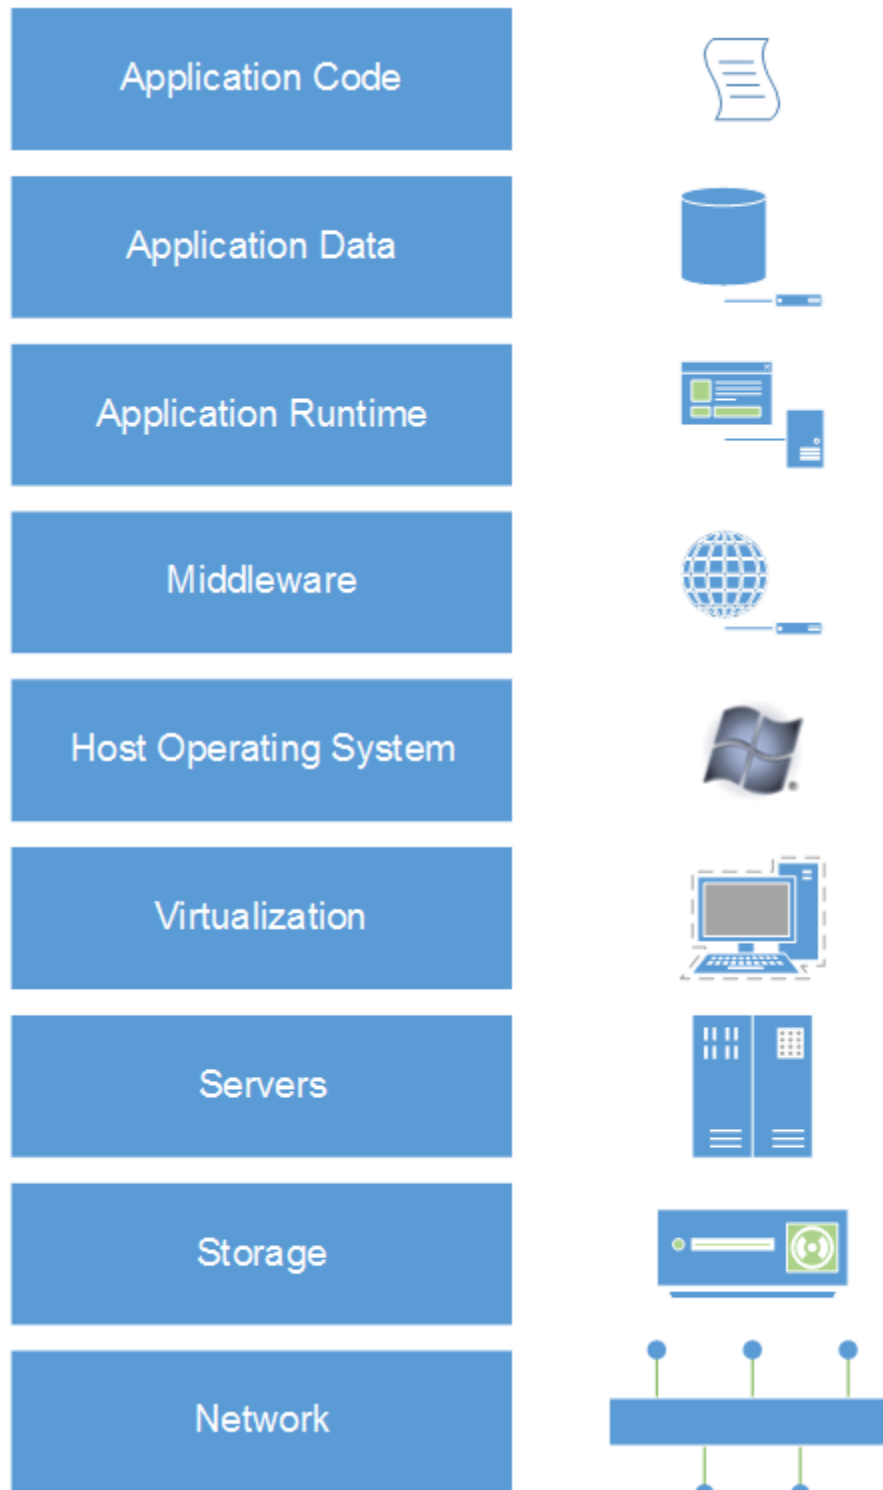 Application Code
Application Data
Application Runtime
Middleware
Host Operating System
Virtualization
Servers
Storage
Network